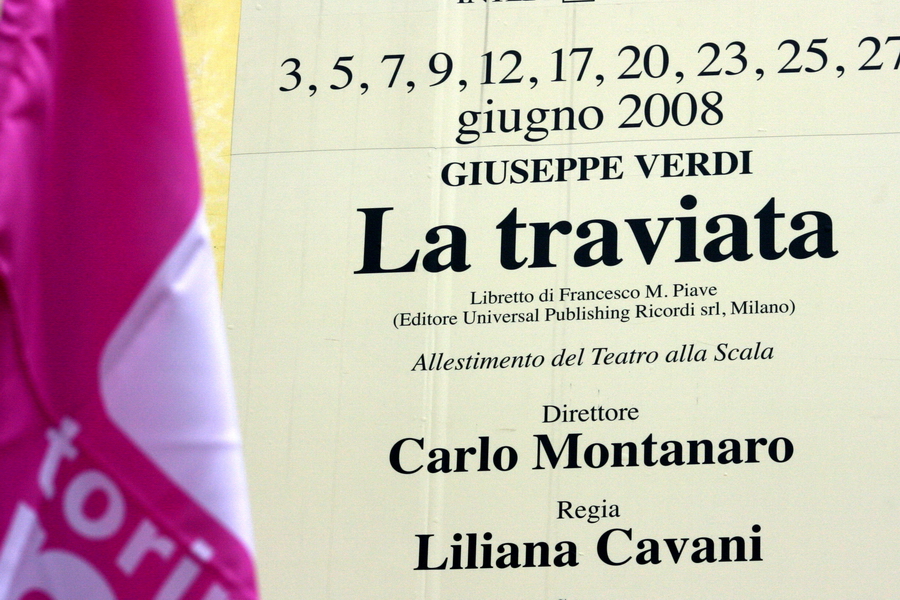 3, 5, 7, 9, 12, 17, 20, 23, 25, 27
giugno 2008
GIUSEPPE VERDI
La traviata
Libretto di Francesco M. Piave
(Editore Universal Publishing Ricordi srl, Milano)
Allestimento del Teatro alla Scala
Direttore
Carlo Montanaro
Regia
Liliana Cavani